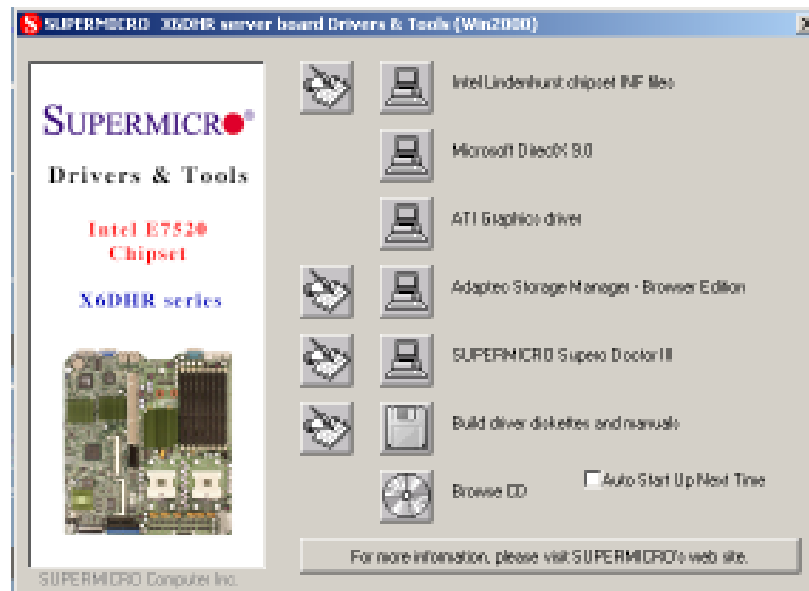 SUPERMICRO X6DHR server board Drivers & Tools (Win2000)
SUPERMICRO®
Drivers & Tools
Intel E7520
Chipset
X6DHR series
Intel Lindenhurst chipset INF files
Microsoft DirectX 9.0
ATI Graphics driver
Adaptec Storage Manager - Browser Edition
SUPERMICRO Supero Doctor III
Build driver diskettes and manuals
Browse CD
Auto Start Up Next Time
For more information, please visit SUPERMICRO's web site.
SUPERMICRO Computer Inc.